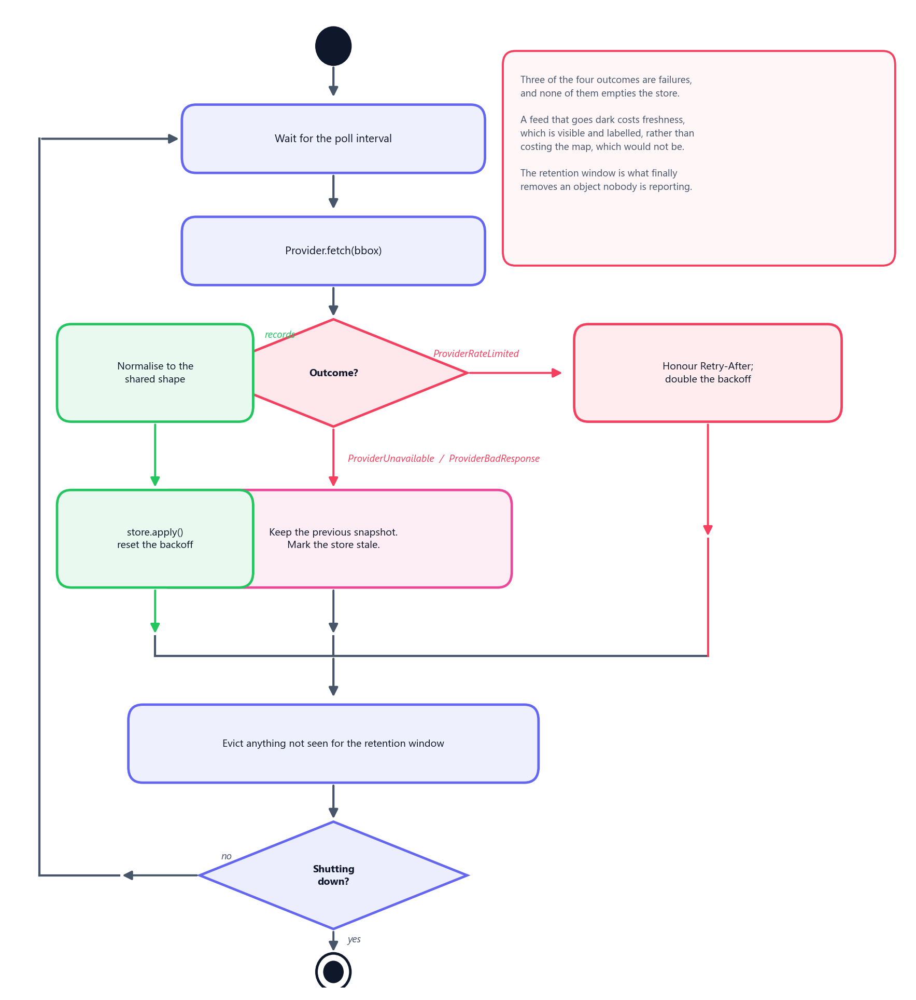 Three of the four outcomes are failures,
and none of them empties the store.
A feed that goes dark costs freshness,
which is visible and labelled, rather than
costing the map, which would not be.
The retention window is what finally
removes an object nobody is reporting.
Wait for the poll interval
Provider.fetch(bbox)
records
ProviderRateLimited
Normalise to the
shared shape
Outcome?
Honour Retry-After;
double the backoff
ProviderUnavailable / ProviderBadResponse
store.apply()
reset the backoff
Keep the previous snapshot.
Mark the store stale.
Evict anything not seen for the retention window
no
Shutting
down?
yes